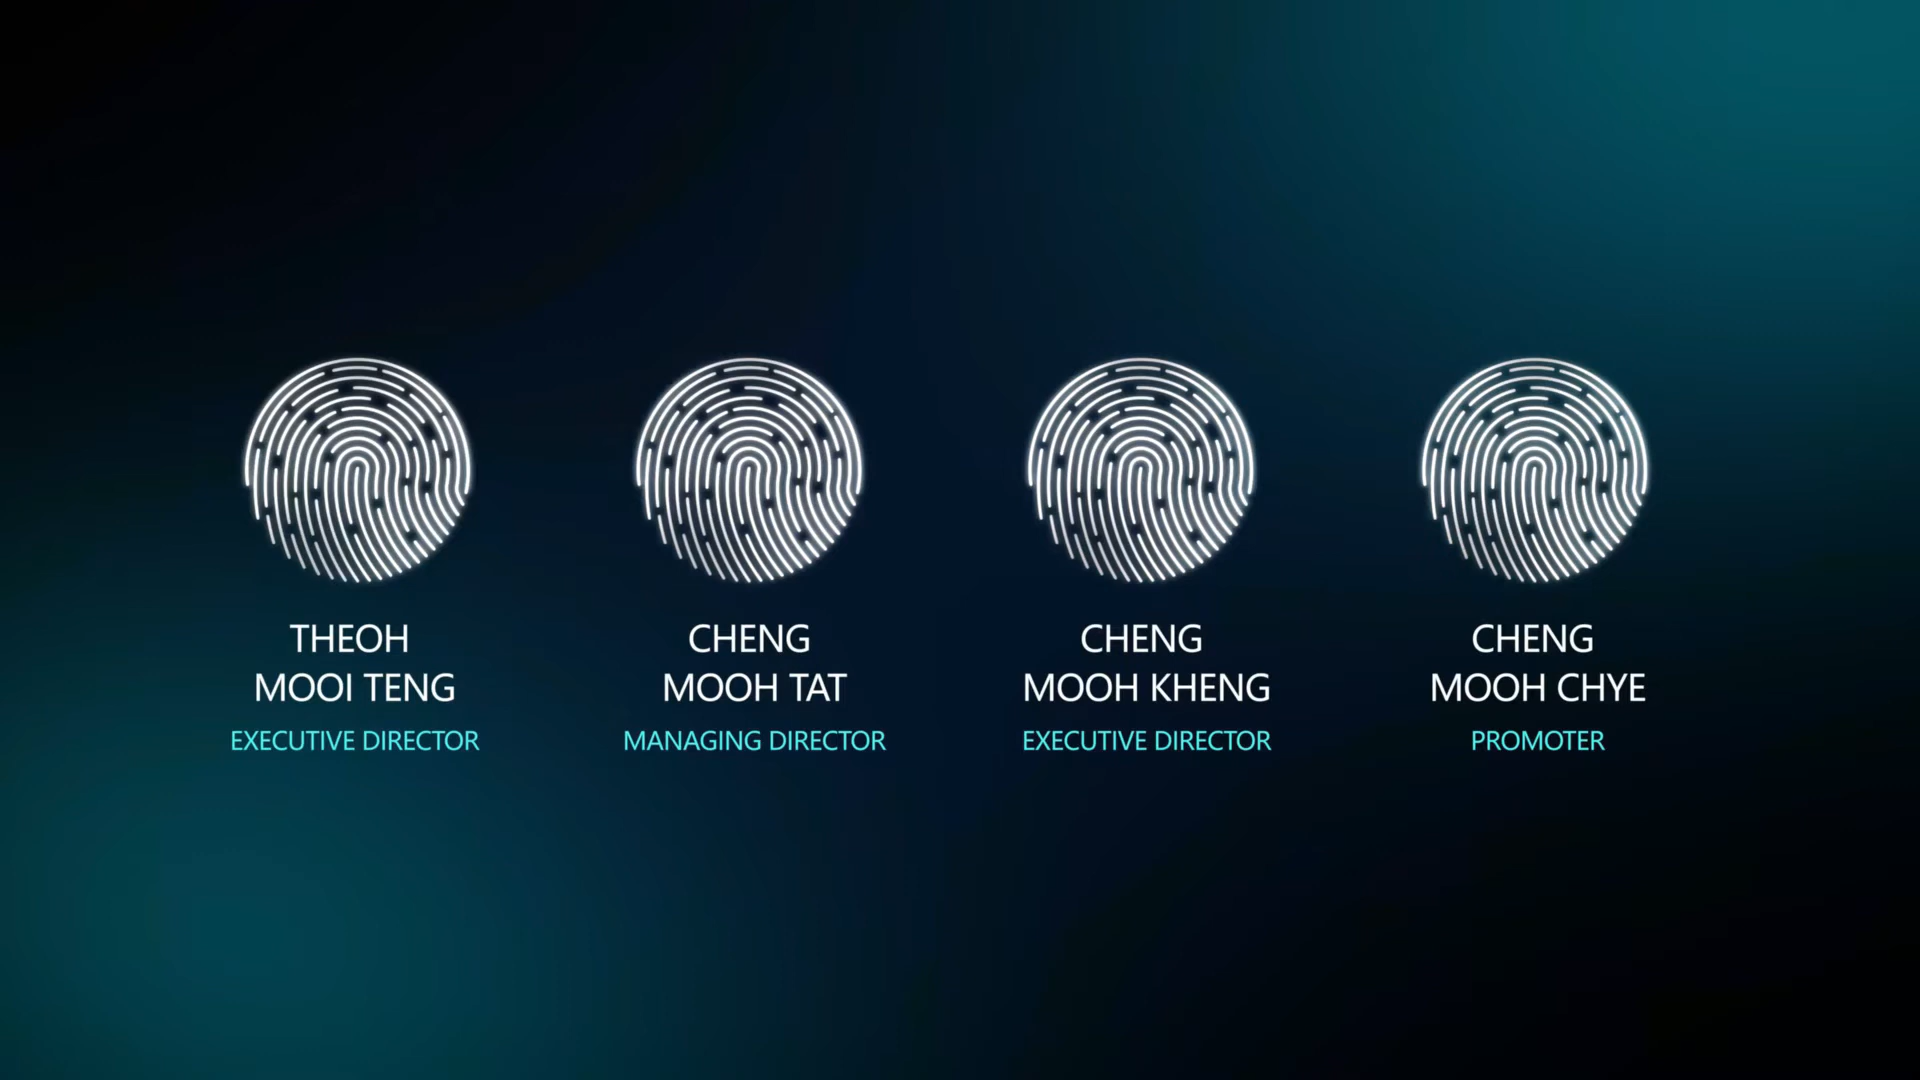 THEOH
MOOI TENG
EXECUTIVE DIRECTOR
CHENG
MOOH TAT
MANAGING DIRECTOR
CHENG
MOOH KHENG
EXECUTIVE DIRECTOR
CHENG
MOOH CHYE
PROMOTER